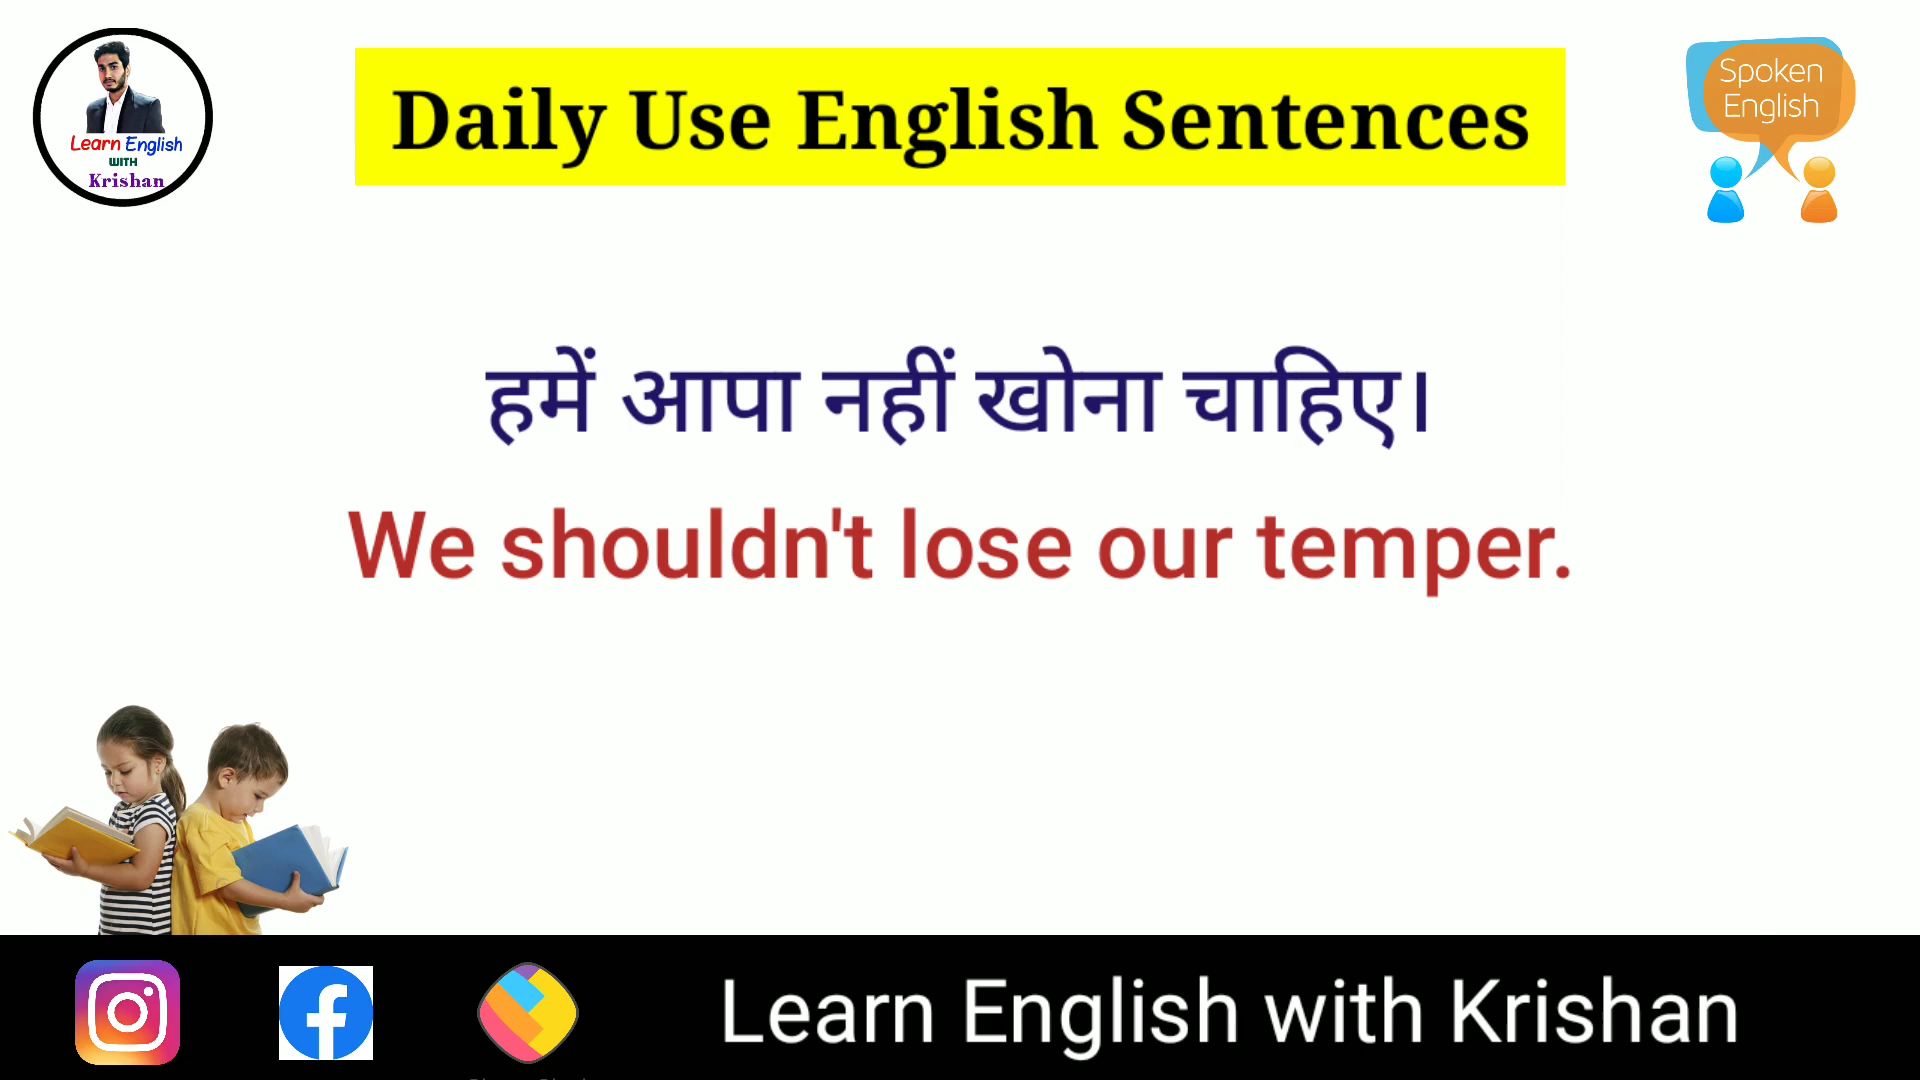 Learn English
WITH
Krishan
Daily Use English Sentences
Spoken
English
हमें आपा नहीं खोना चाहिए।
We shouldn't lose our temper.
Learn English with Krishan